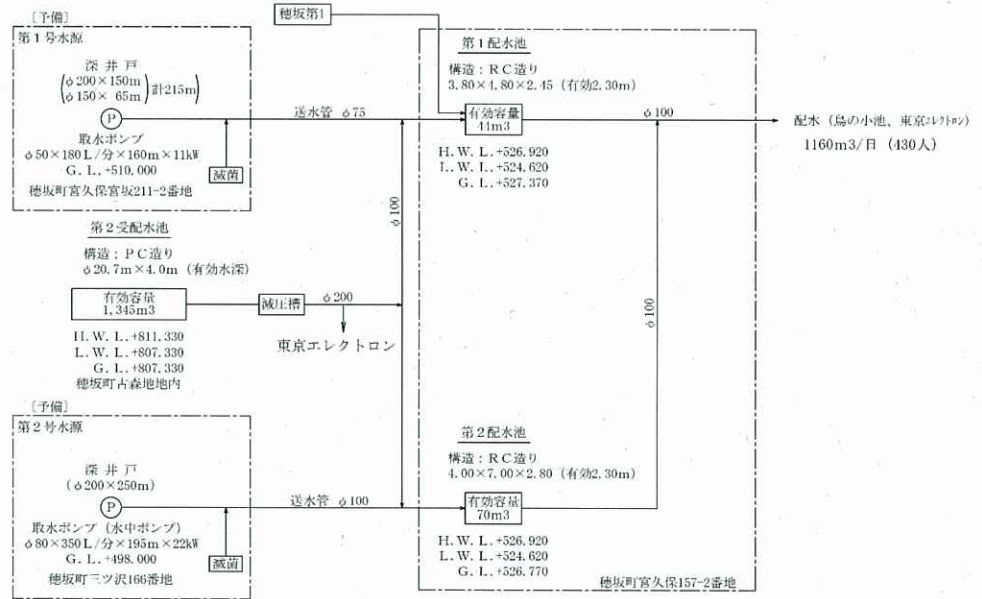 〔予備〕
第1号水源
深井戸
(φ200×150m
φ150× 65m)計215m
P
取水ポンプ
φ50×180L/分×160m×11kW
G. L. +510.000
滅菌
穂坂町宮久保宮坂211-2番地
送水管 φ75
穂坂第1
第1配水池
構造：RC造り
3.80×4.80×2.45 (有効2.30m)
有効容量
44m3
H. W. L. +526.920
L. W. L. +524.620
G. L. +527.370
φ100
配水 (鳥の小池、東京エレクトロン)
1160m3/日 (430人)
第2受配水池
構造：PC造り
φ20.7m×4.0m (有効水深)
有効容量
1,345m3
H. W. L. +811.330
L. W. L. +807.330
G. L. +807.330
減圧槽
φ200
東京エレクトロン
φ100
φ100
〔予備〕
第2号水源
深井戸
(φ200×250m)
P
取水ポンプ (水中ポンプ)
φ80×350L/分×195m×22kW
G. L. +498.000
滅菌
穂坂町三ツ沢166番地
送水管 φ100
第2配水池
構造：RC造り
4.00×7.00×2.80 (有効2.30m)
有効容量
70m3
H. W. L. +526.920
L. W. L. +524.620
G. L. +526.770
穂坂町宮久保157-2番地